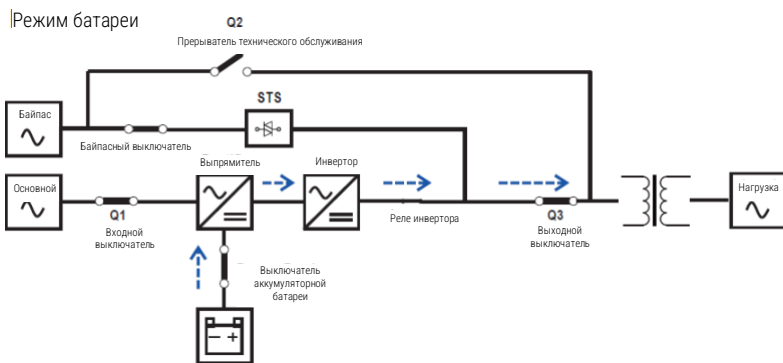 Режим батареи
Q2
Прерыватель технического обслуживания
STS
Байпас
Байпасный выключатель
Выпрямитель
Инвертор
Основной
Q1
Входной
выключатель
Реле инвертора
Q3
Выходной
выключатель
Нагрузка
Выключатель
аккумуляторной
батареи